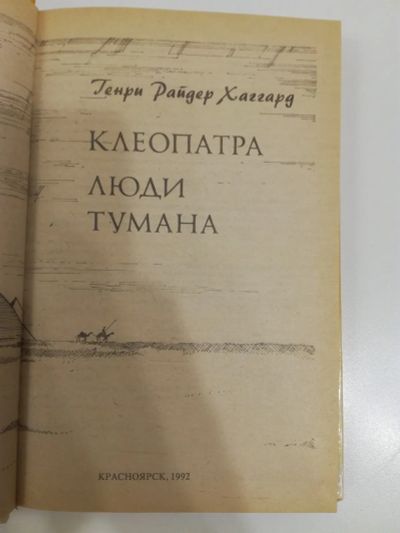 Генри Райдер Хаггард
КЛЕОПАТРА
ЛЮДИ
ТУМАНА
КРАСНОЯРСК, 1992